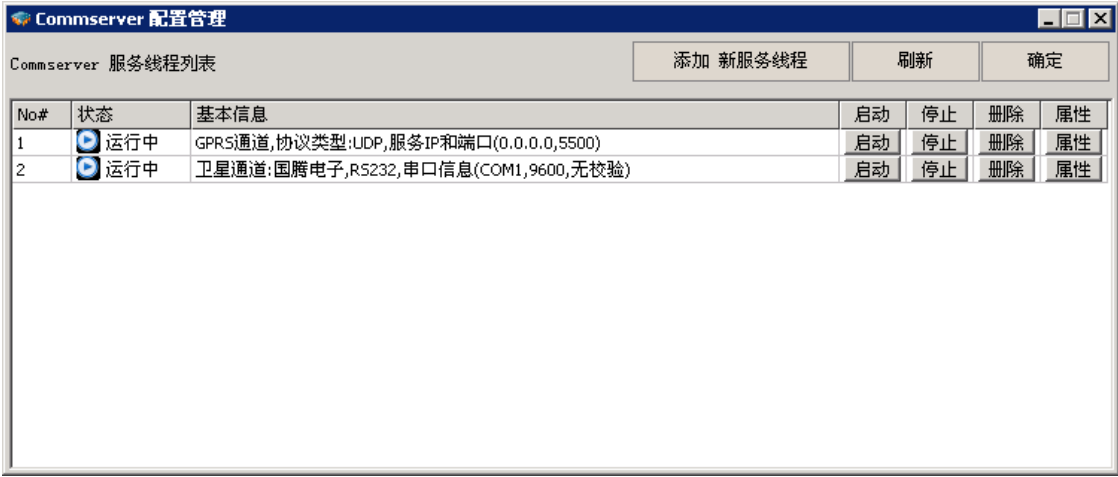 Commserver 配置管理
Commserver 服务线程列表 添加 新服务线程 刷新 确定
No# 状态 基本信息 启动 停止 删除 属性
1 运行中 GPRS通道,协议类型:UDP,服务IP和端口(0.0.0.0,5500) 启动 停止 删除 属性
2 运行中 卫星通道:国腾电子,RS232,串口信息(COM1,9600,无校验) 启动 停止 删除 属性